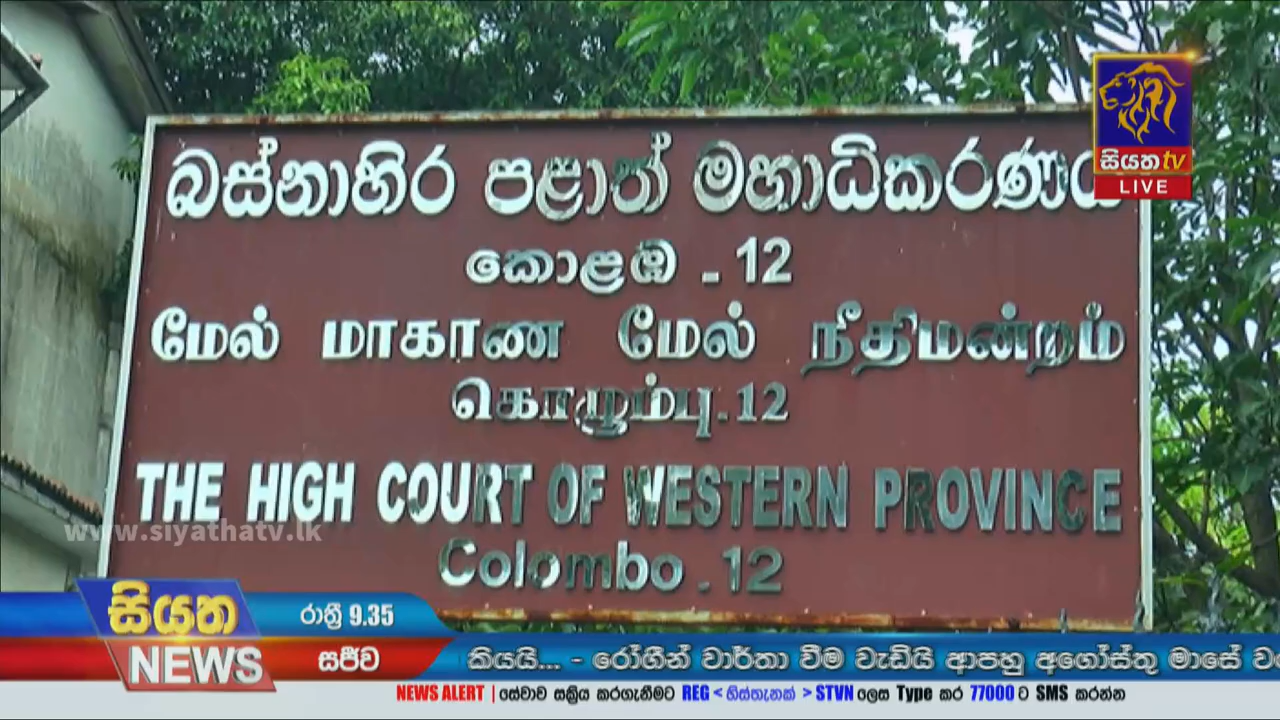 බස්නාහිර පළාත් මහාධිකරණය
කොළඹ - 12
மேல் மாகாண மேல் நீதிமன்றம்
கொழும்பு.12
THE HIGH COURT OF WESTERN PROVINCE
Colombo . 12
සියත tv
LIVE
www.siyathatv.lk
සියත
NEWS
රාත්‍රී 9.35
සජීව
කියයි... - රෝගීන් වාර්තා වීම වැඩියි ආපහු අගෝස්තු මාසේ
NEWS ALERT | සේවාව සක්‍රිය කරගැනීමට REG < හිස්තැනක් > STVN ලෙස Type කර 77000 ට SMS කරන්න